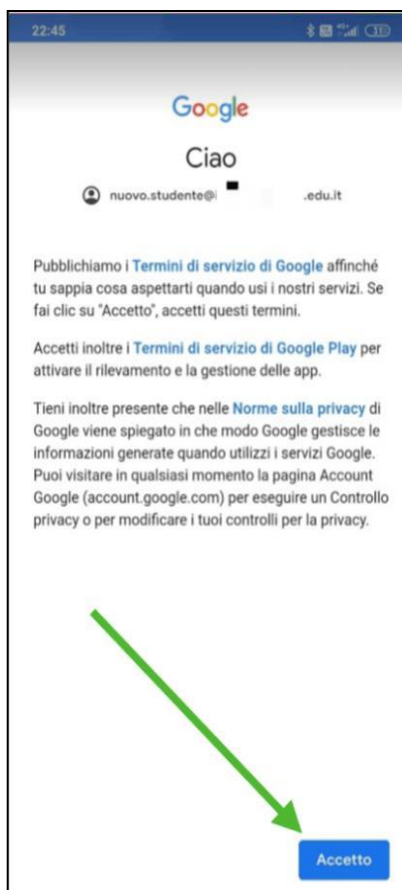 22:45
Google
Ciao
nuovo.studente@ .edu.it
Pubblichiamo i Termini di servizio di Google affinché
tu sappia cosa aspettarti quando usi i nostri servizi. Se
fai clic su "Accetto", accetti questi termini.
Accetti inoltre i Termini di servizio di Google Play per
attivare il rilevamento e la gestione delle app.
Tieni inoltre presente che nelle Norme sulla privacy di
Google viene spiegato in che modo Google gestisce le
informazioni generate quando utilizzi i servizi Google.
Puoi visitare in qualsiasi momento la pagina Account
Google (account.google.com) per eseguire un Controllo
privacy o per modificare i tuoi controlli per la privacy.
Accetto